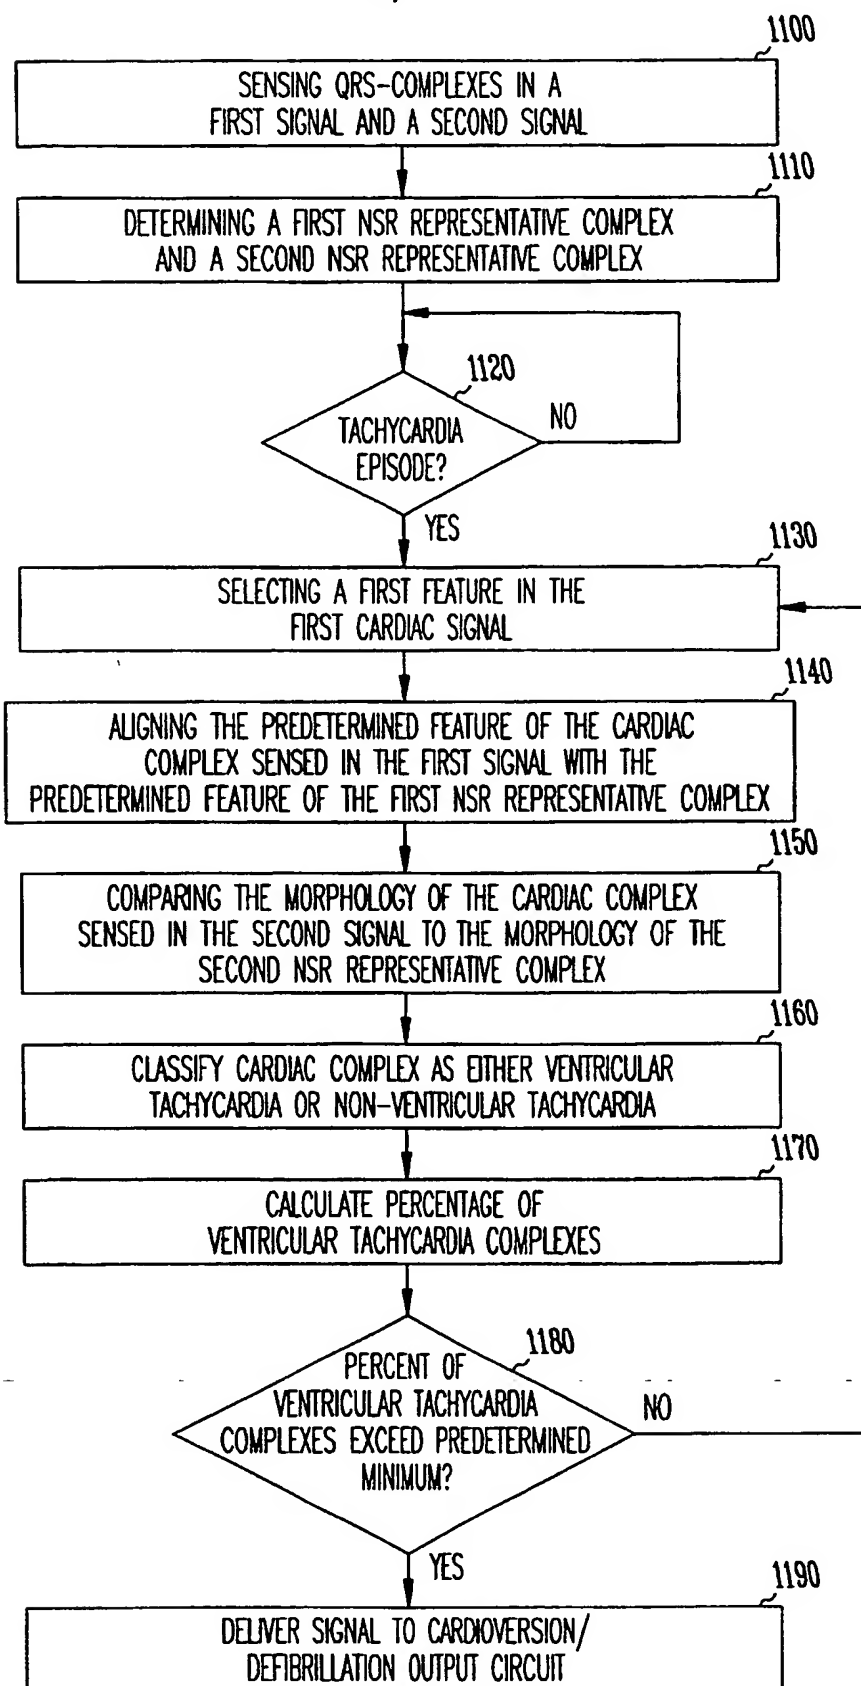 1100
SENSING QRS-COMPLEXES IN A
FIRST SIGNAL AND A SECOND SIGNAL
1110
DETERMINING A FIRST NSR REPRESENTATIVE COMPLEX
AND A SECOND NSR REPRESENTATIVE COMPLEX
1120
TACHYCARDIA
EPISODE?
NO
YES
1130
SELECTING A FIRST FEATURE IN THE
FIRST CARDIAC SIGNAL
1140
ALIGNING THE PREDETERMINED FEATURE OF THE CARDIAC
COMPLEX SENSED IN THE FIRST SIGNAL WITH THE
PREDETERMINED FEATURE OF THE FIRST NSR REPRESENTATIVE COMPLEX
1150
COMPARING THE MORPHOLOGY OF THE CARDIAC COMPLEX
SENSED IN THE SECOND SIGNAL TO THE MORPHOLOGY OF THE
SECOND NSR REPRESENTATIVE COMPLEX
1160
CLASSIFY CARDIAC COMPLEX AS EITHER VENTRICULAR
TACHYCARDIA OR NON-VENTRICULAR TACHYCARDIA
1170
CALCULATE PERCENTAGE OF
VENTRICULAR TACHYCARDIA COMPLEXES
1180
PERCENT OF
VENTRICULAR TACHYCARDIA
COMPLEXES EXCEED PREDETERMINED
MINIMUM?
NO
YES
1190
DELIVER SIGNAL TO CARDIOVERSION/
DEFIBRILLATION OUTPUT CIRCUIT